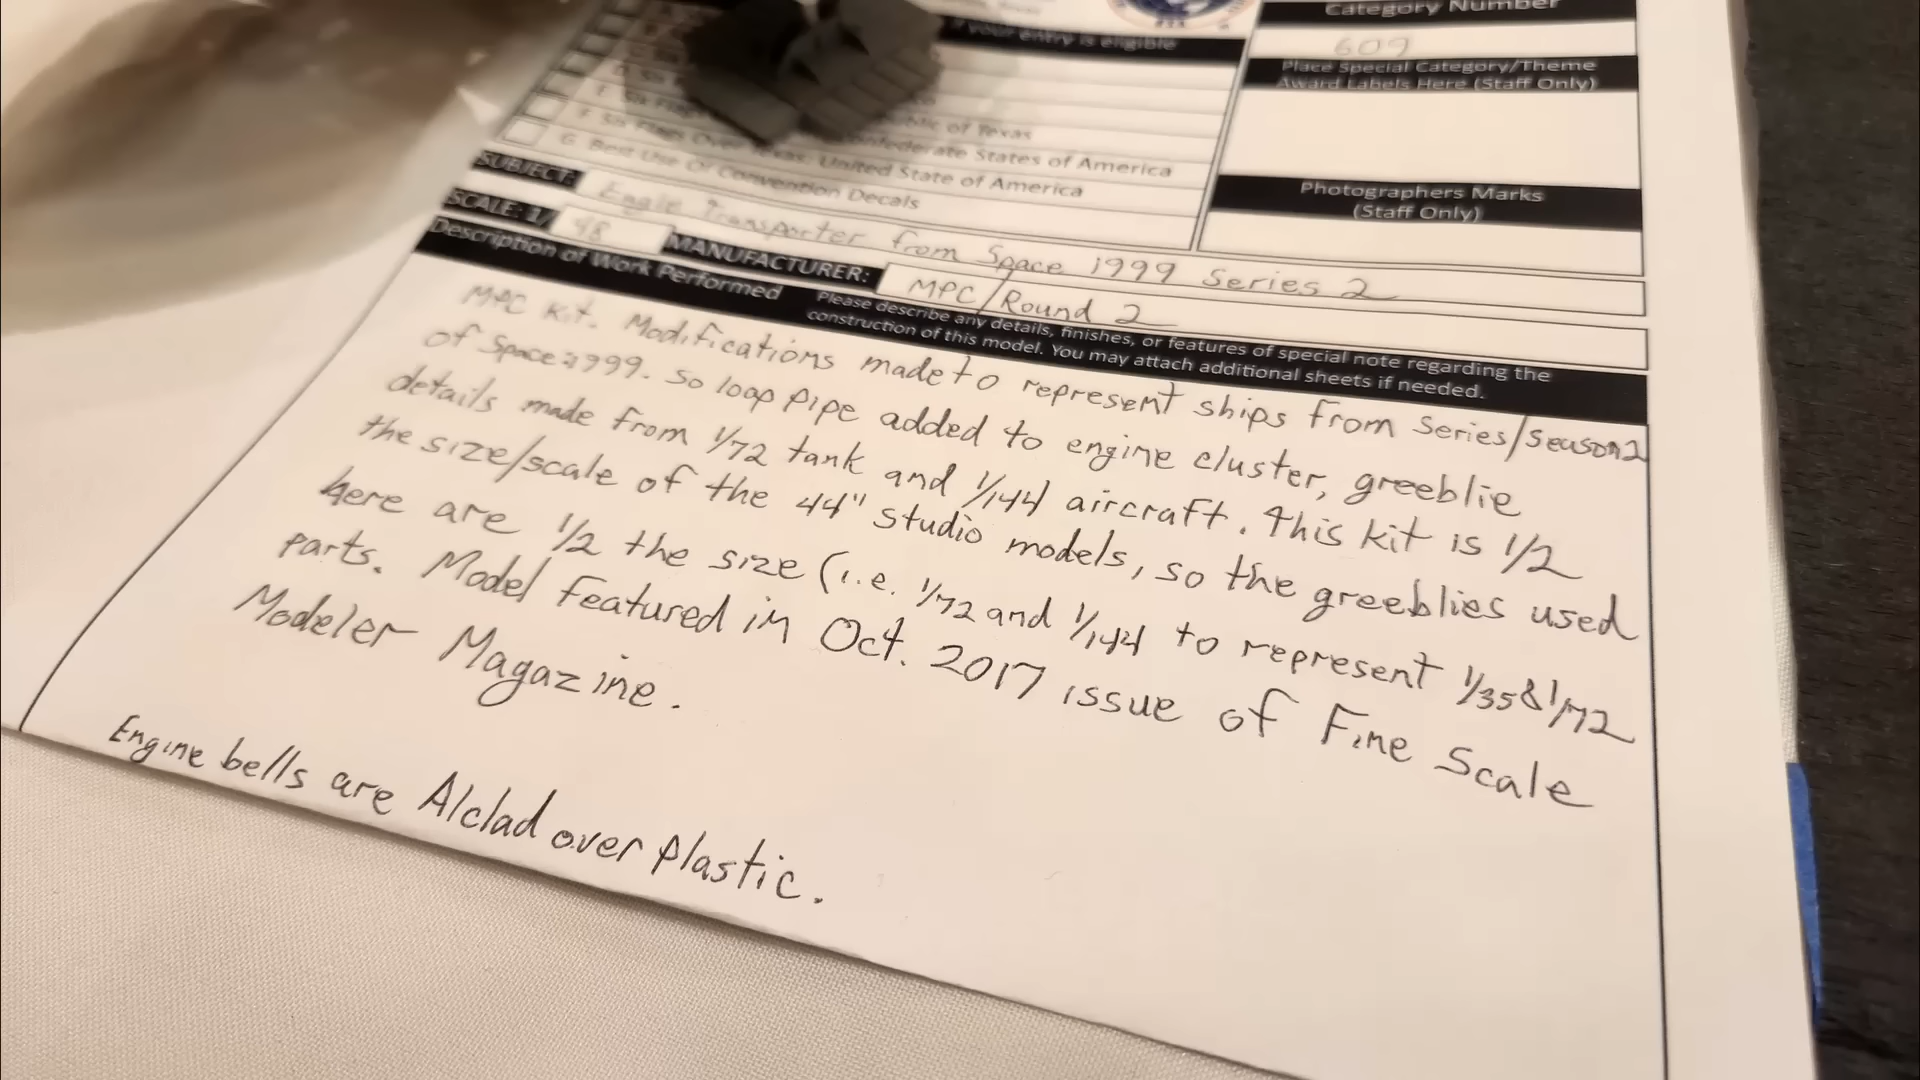 Category Number
609
if your entry is eligible
Place Special Category/Theme
Award Labels Here (Staff Only)
Republic of Texas
Confederate States of America
F. Six Flags Over Texas: United State of America
G. Best Use Of Convention Decals
Photographers Marks
(Staff Only)
SUBJECT: Eagle Transporter from Space 1999 Series 2
SCALE: 1/ 48 MANUFACTURER: MPC/Round 2
Description of Work Performed Please describe any details, finishes, or features of special note regarding the
construction of this model. You may attach additional sheets if needed.
MPC Kit. Modifications made to represent ships from Series/Season 2
of Space:1999. So loop pipe added to engine cluster, greeblie
details made from 1/72 tank and 1/144 aircraft. This kit is 1/2
the size/scale of the 44" studio models, so the greeblies used
here are 1/2 the size (i.e. 1/72 and 1/144 to represent 1/35 & 1/72
parts. Model Featured in Oct. 2017 issue of Fine Scale
Modeler Magazine.
Engine bells are Alclad over plastic.